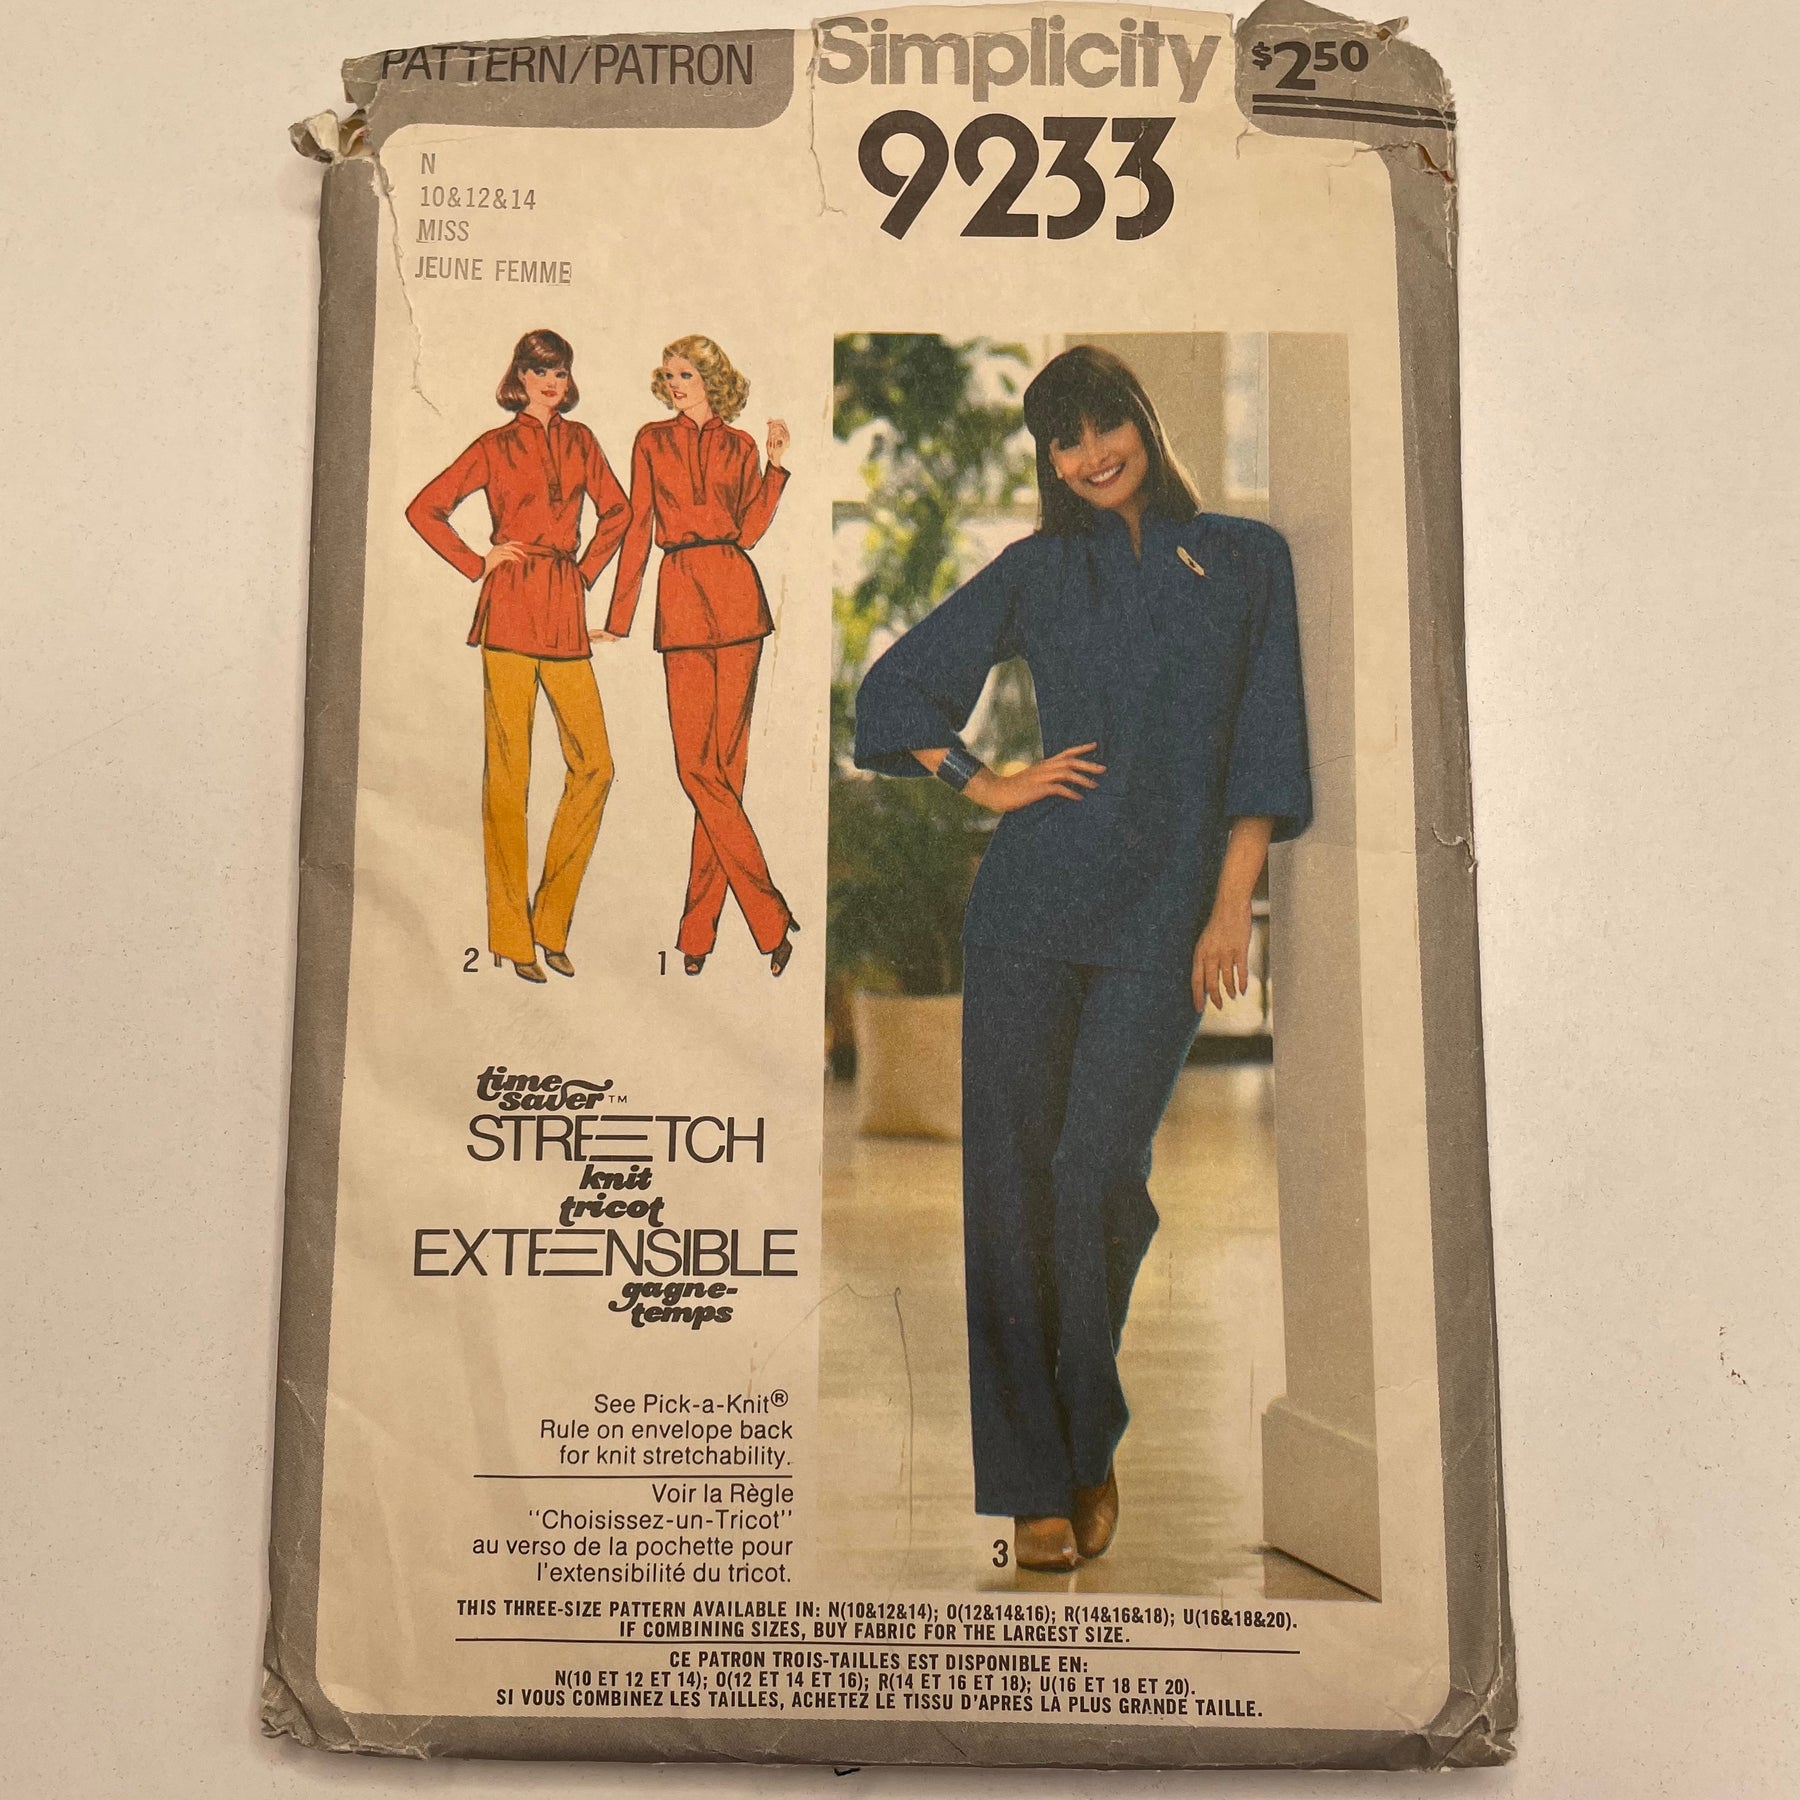 PATTERN/PATRON
Simplicity
$2.50
9233
N
10&12&14
MISS
JEUNE FEMME
2
1
time
saver™
STRETCH
knit
tricot
EXTENSIBLE
gagne-
temps
See Pick-a-Knit®
Rule on envelope back
for knit stretchability.
Voir la Règle
"Choisissez-un-Tricot"
au verso de la pochette pour
l'extensibilité du tricot.
3
THIS THREE-SIZE PATTERN AVAILABLE IN: N(10&12&14); O(12&14&16); R(14&16&18); U(16&18&20).
IF COMBINING SIZES, BUY FABRIC FOR THE LARGEST SIZE.
CE PATRON TROIS-TAILLES EST DISPONIBLE EN:
N(10 ET 12 ET 14); O(12 ET 14 ET 16); R(14 ET 16 ET 18); U(16 ET 18 ET 20).
SI VOUS COMBINEZ LES TAILLES, ACHETEZ LE TISSU D'APRES LA PLUS GRANDE TAILLE.